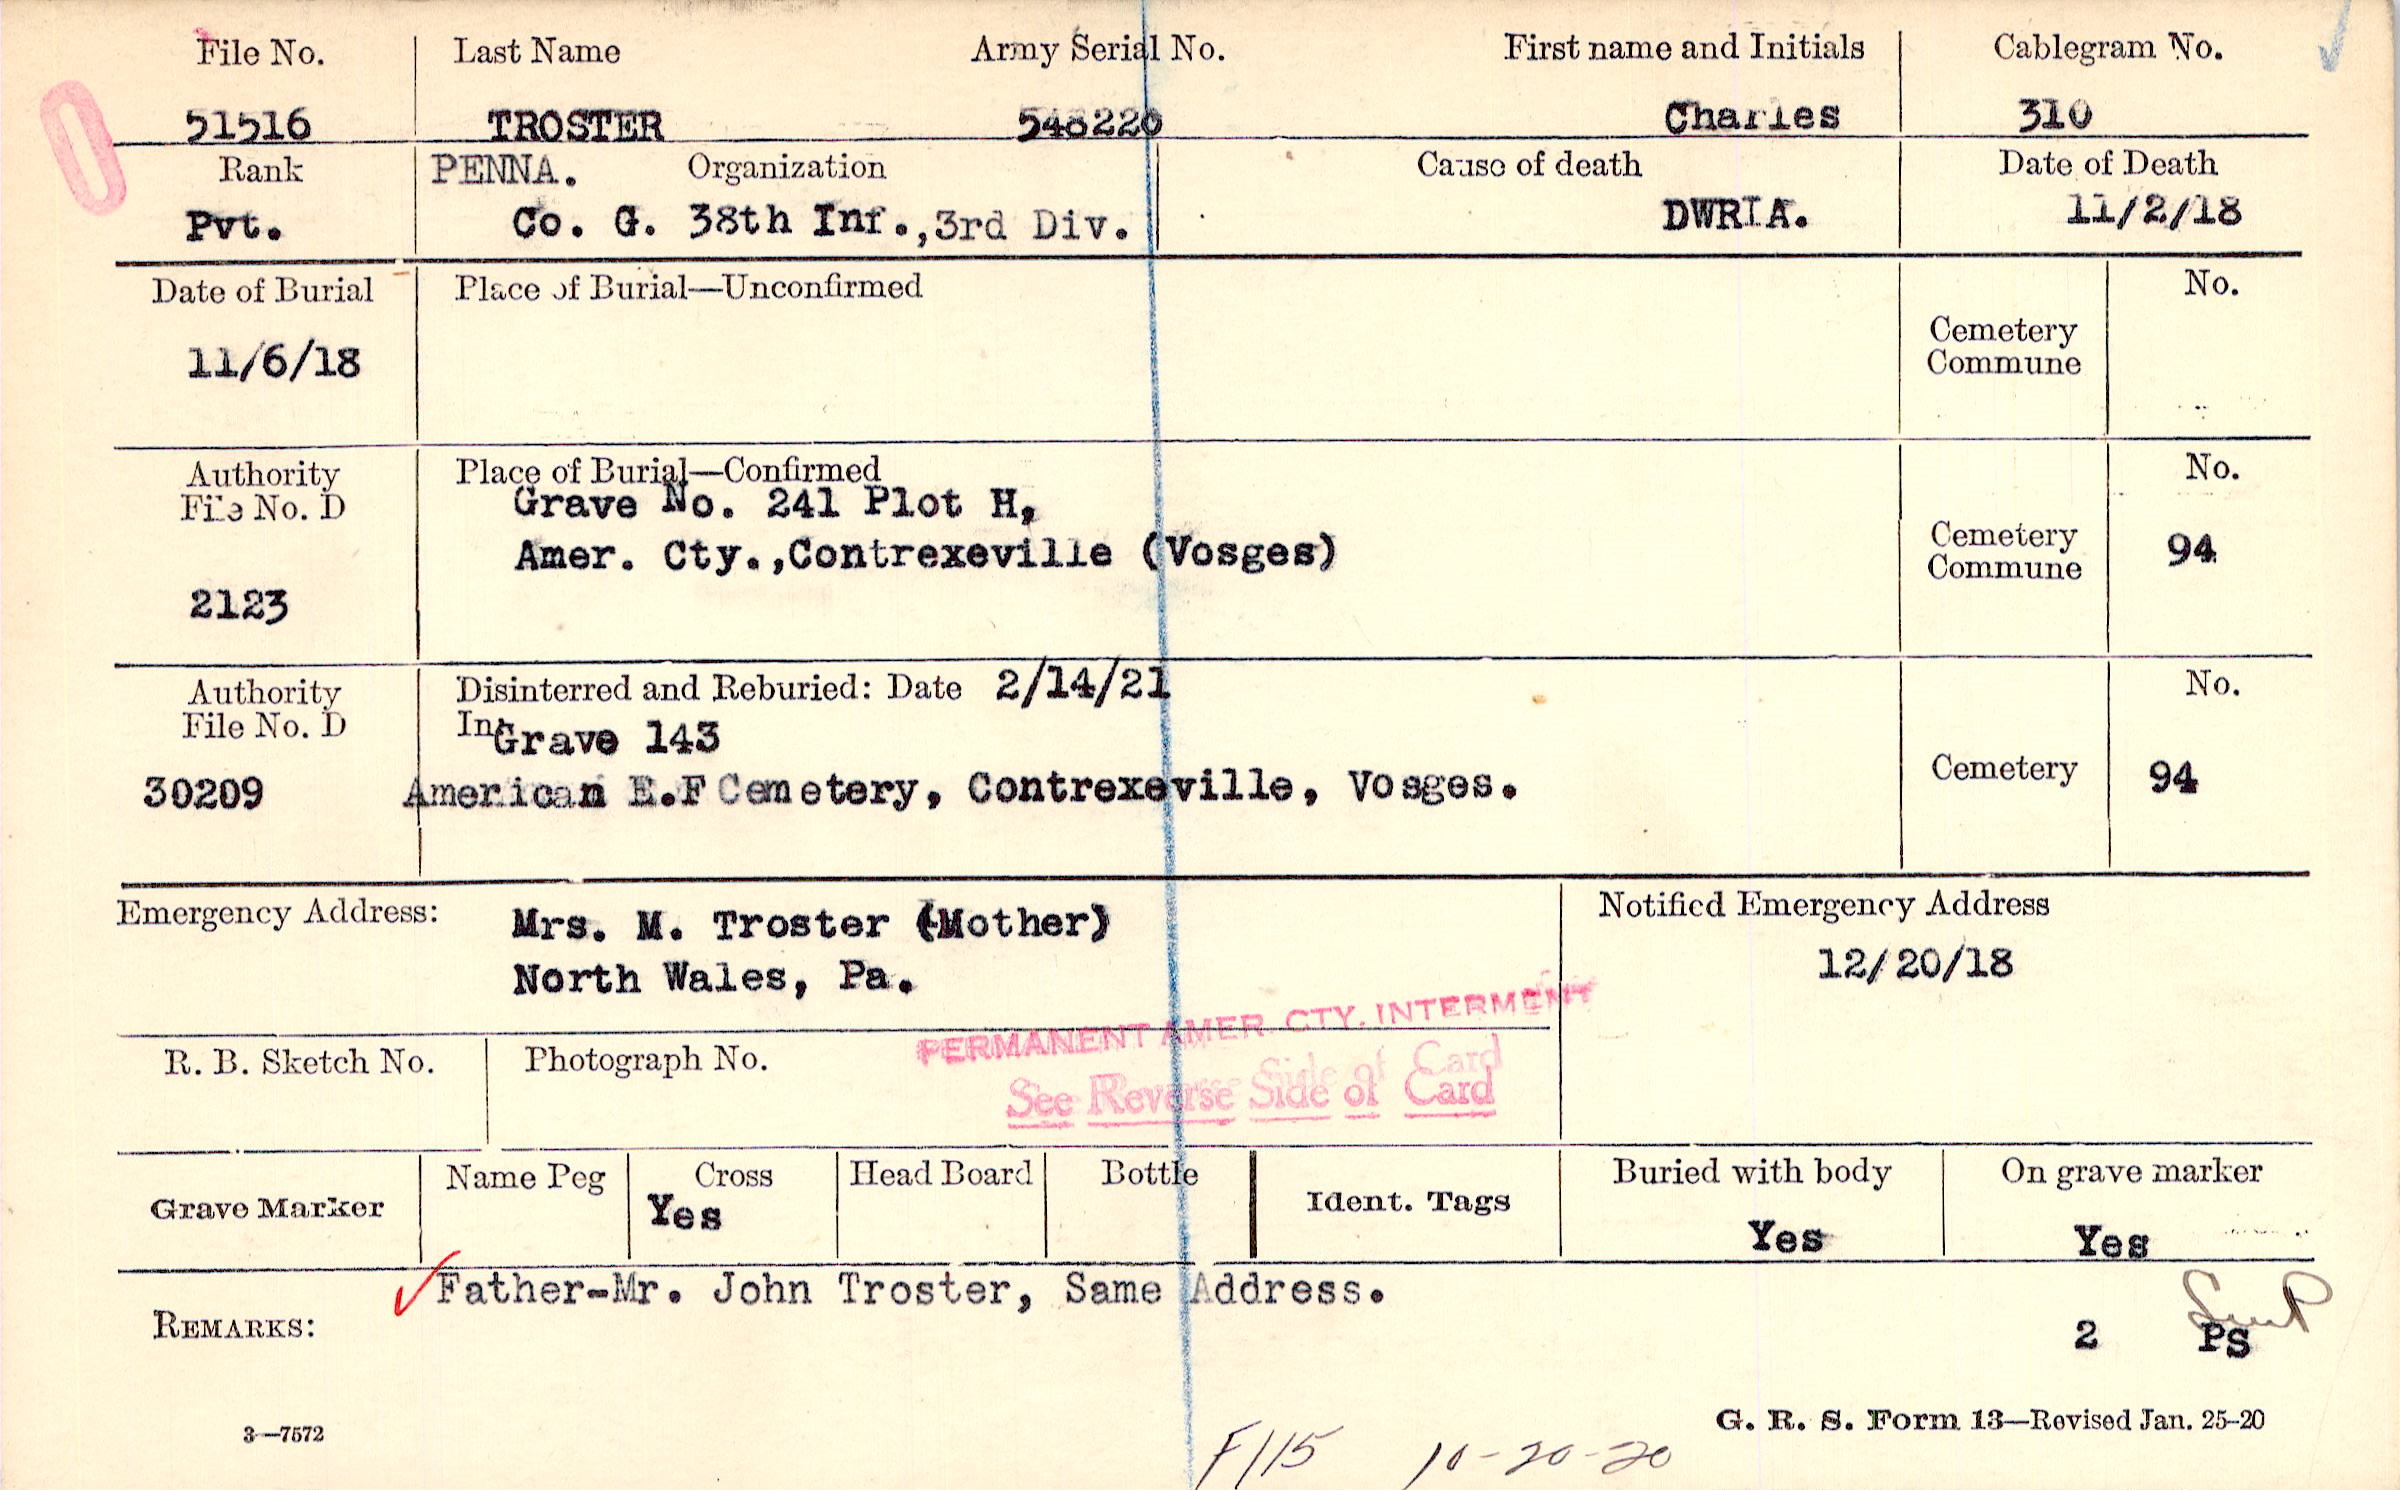 File No. Last Name Army Serial No. First name and Initials Cablegram No.
51516 TROSTER 548220 Charles 310
Rank PENNA. Organization Cause of death Date of Death
Pvt. Co. G. 38th Inf.,3rd Div. DWRIA. 11/2/18
Date of Burial Place of Burial—Unconfirmed No.
11/6/18 Cemetery
Commune
Authority Place of Burial—Confirmed No.
File No. D Grave No. 241 Plot H,
Amer. Cty.,Contrexeville (Vosges) Cemetery
Commune 94
2123
Authority Disinterred and Reburied: Date 2/14/21 No.
File No. D In Grave 143
30209 American E.F Cemetery, Contrexeville, Vosges. Cemetery 94
Emergency Address: Mrs. M. Troster (Mother) Notified Emergency Address
North Wales, Pa. 12/20/18
PERMANENT AMER. CTY. INTERMENT
R. B. Sketch No. Photograph No.
See Reverse Side of Card
Grave Marker Name Peg Cross Head Board Bottle Ident. Tags Buried with body On grave marker
Yes Yes Yes
Father-Mr. John Troster, Same Address.
REMARKS: 2 PS
3—7572 G. R. S. Form 13—Revised Jan. 25-20
F115 10-20-20